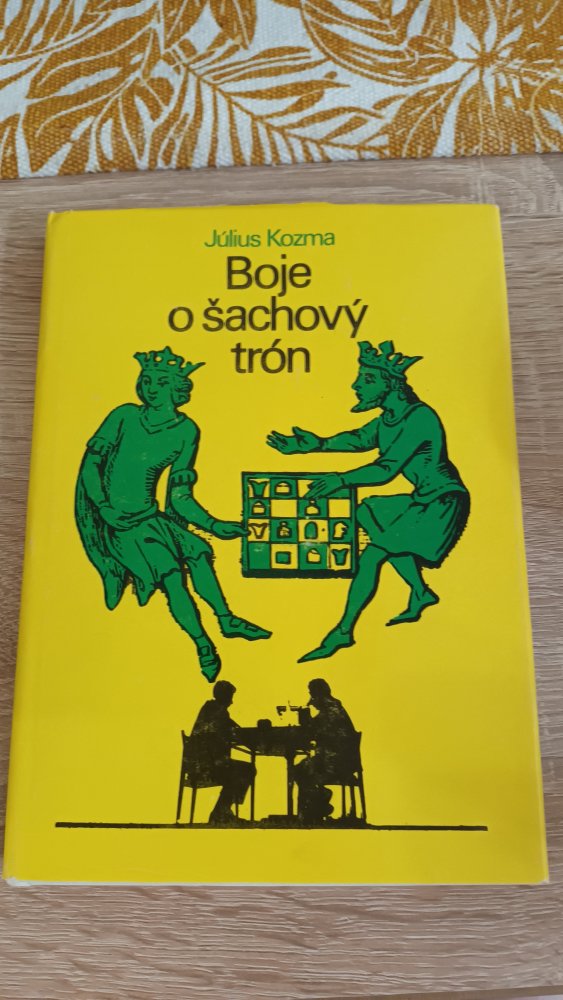 Július Kozma
Boje
o šachový
trón